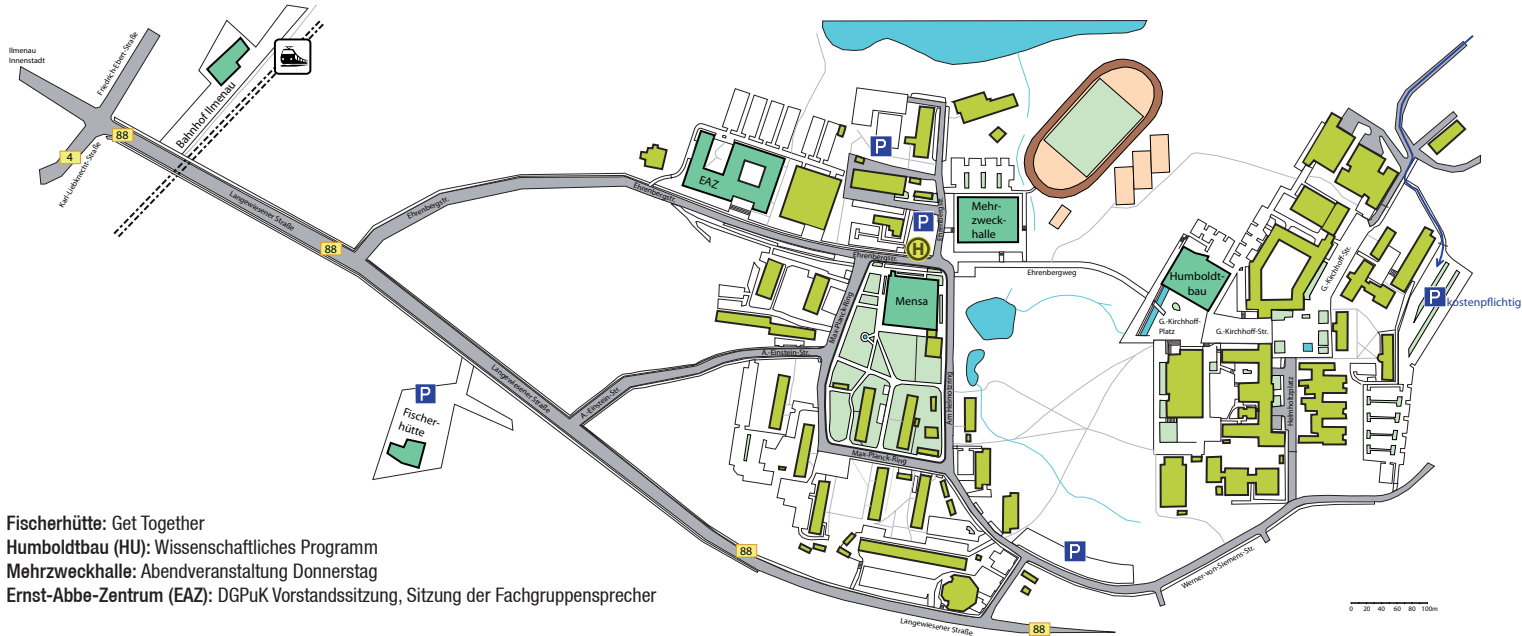 Ilmenau
Innenstadt
Friedrich-Ebert-Straße
Bahnhof Ilmenau
88
4
Karl-Liebknecht-Straße
Langewiesener Straße
88
Ehrenbergstr.
Ehrenbergstr.
EAZ
P
P
H
Ehrenbergstr.
Ehrenbergstr.
Mehr-
zweck-
halle
Ehrenbergweg
Humboldt-
bau
G.-Kirchhoff-Str.
P kostenpflichtig
G.-Kirchhoff-
Platz
G.-Kirchhoff-Str.
Mensa
Max-Planck-Ring
A.-Einstein-Str.
A.-Einstein-Str.
Am Helmolzring
Helmholtzplatz
Langewiesener Straße
P
Fischer-
hütte
Max-Planck-Ring
88
P
Werner-von-Siemens-Str.
Langewiesener Straße
88
0 20 40 60 80 100m
Fischerhütte: Get Together
Humboldtbau (HU): Wissenschaftliches Programm
Mehrzweckhalle: Abendveranstaltung Donnerstag
Ernst-Abbe-Zentrum (EAZ): DGPuK Vorstandssitzung, Sitzung der Fachgruppensprecher